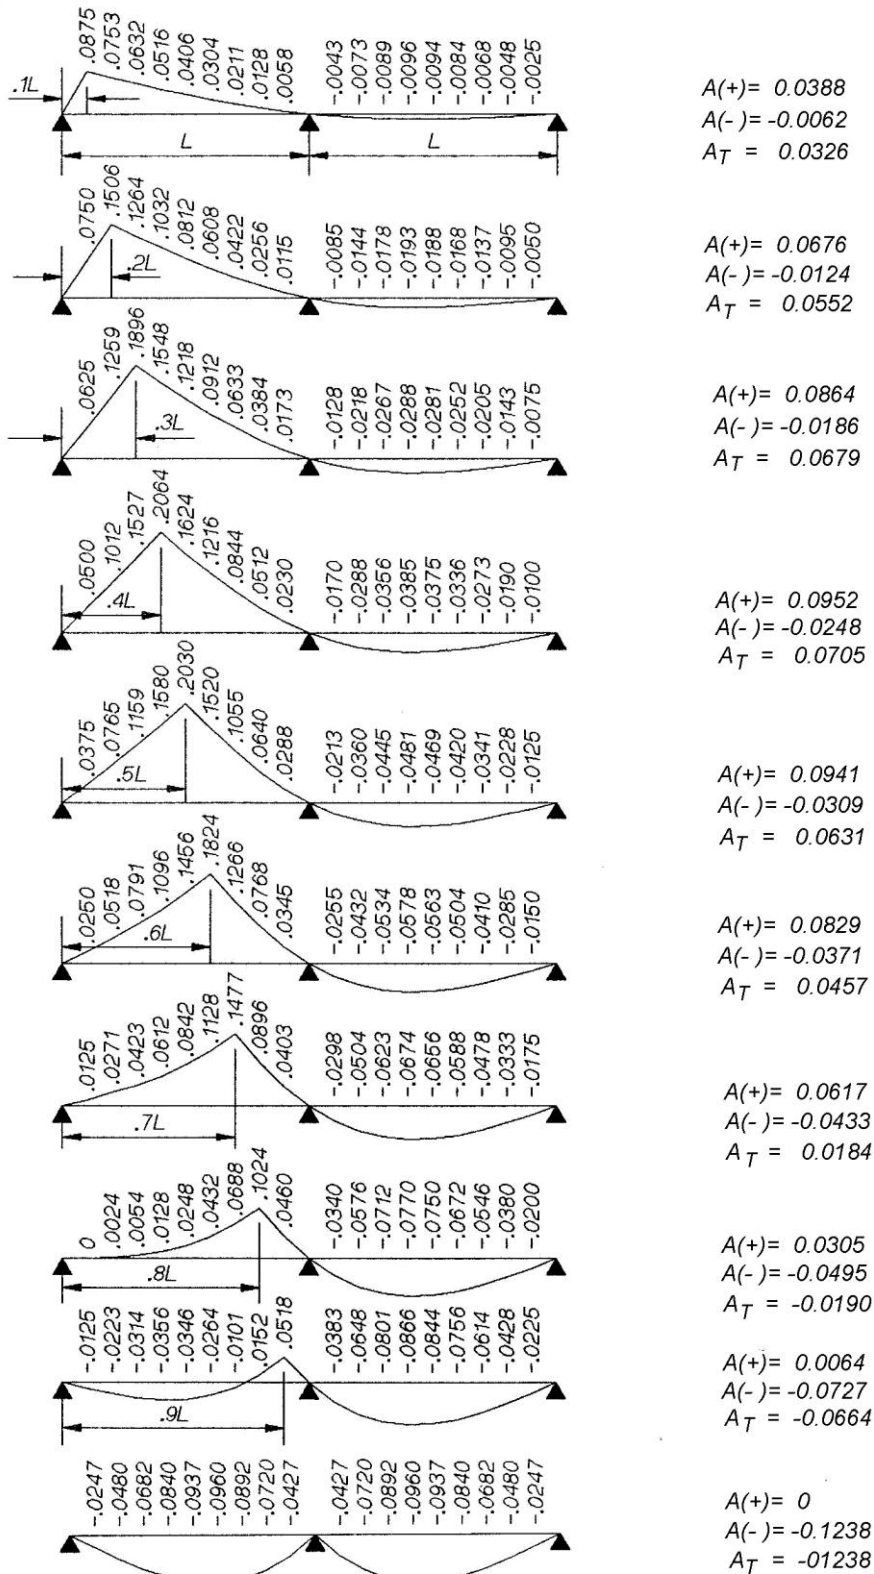 .0875 .0753 .0632 .0516 .0406 .0304 .0211 .0128 .0058 -.0043 -.0073 -.0089 -.0096 -.0094 -.0084 -.0068 -.0048 -.0025
.1L
L L
A(+)= 0.0388
A(-)= -0.0062
A_T = 0.0326
.0750 .1506 .1264 .1032 .0812 .0608 .0422 .0256 .0115 -.0085 -.0144 -.0178 -.0193 -.0188 -.0168 -.0137 -.0095 -.0050
.2L
A(+)= 0.0676
A(-)= -0.0124
A_T = 0.0552
.0625 .1259 .1896 .1548 .1218 .0912 .0633 .0384 .0173 -.0128 -.0218 -.0267 -.0288 -.0281 -.0252 -.0205 -.0143 -.0075
.3L
A(+)= 0.0864
A(-)= -0.0186
A_T = 0.0679
.0500 .1012 .1527 .2064 .1624 .1216 .0844 .0512 .0230 -.0170 -.0288 -.0356 -.0385 -.0375 -.0336 -.0273 -.0190 -.0100
.4L
A(+)= 0.0952
A(-)= -0.0248
A_T = 0.0705
.0375 .0765 .1159 .1580 .2030 .1520 .1055 .0640 .0288 -.0213 -.0360 -.0445 -.0481 -.0469 -.0420 -.0341 -.0228 -.0125
.5L
A(+)= 0.0941
A(-)= -0.0309
A_T = 0.0631
.0250 .0518 .0791 .1096 .1456 .1824 .1266 .0768 .0345 -.0255 -.0432 -.0534 -.0578 -.0563 -.0504 -.0410 -.0285 -.0150
.6L
A(+)= 0.0829
A(-)= -0.0371
A_T = 0.0457
.0125 .0271 .0423 .0612 .0842 .1128 .1477 .0896 .0403 -.0298 -.0504 -.0623 -.0674 -.0656 -.0588 -.0478 -.0333 -.0175
.7L
A(+)= 0.0617
A(-)= -0.0433
A_T = 0.0184
0 .0024 .0054 .0128 .0248 .0432 .0688 .1024 .0460 -.0340 -.0576 -.0712 -.0770 -.0750 -.0672 -.0546 -.0380 -.0200
.8L
A(+)= 0.0305
A(-)= -0.0495
A_T = -0.0190
-.0125 -.0223 -.0314 -.0356 -.0346 -.0264 -.0101 .0152 .0518 -.0383 -.0648 -.0801 -.0866 -.0844 -.0756 -.0614 -.0428 -.0225
.9L
A(+)= 0.0064
A(-)= -0.0727
A_T = -0.0664
-.0247 -.0480 -.0682 -.0840 -.0937 -.0960 -.0892 -.0720 -.0427 -.0427 -.0720 -.0892 -.0960 -.0937 -.0840 -.0682 -.0480 -.0247
A(+)= 0
A(-)= -0.1238
A_T = -01238